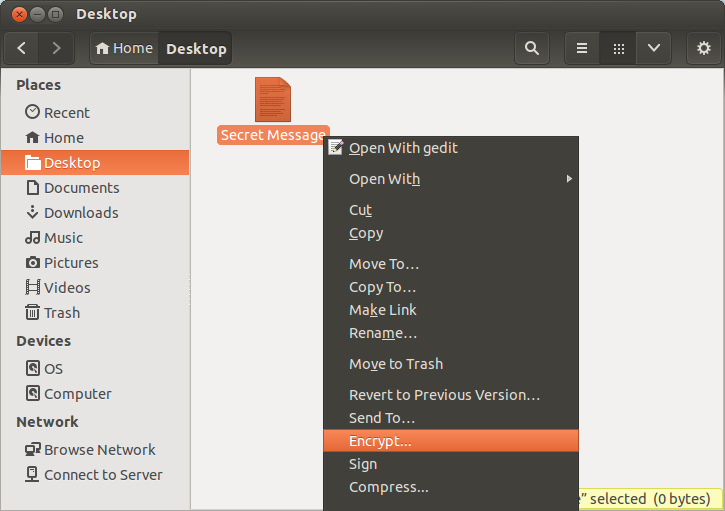 Desktop
Home
Desktop
Places
Recent
Home
Desktop
Documents
Downloads
Music
Pictures
Videos
Trash
Devices
OS
Computer
Network
Browse Network
Connect to Server
Secret Message
Open With gedit
Open With
Cut
Copy
Move To…
Copy To…
Make Link
Rename…
Move to Trash
Revert to Previous Version…
Send To…
Encrypt...
Sign
Compress...
” selected (0 bytes)